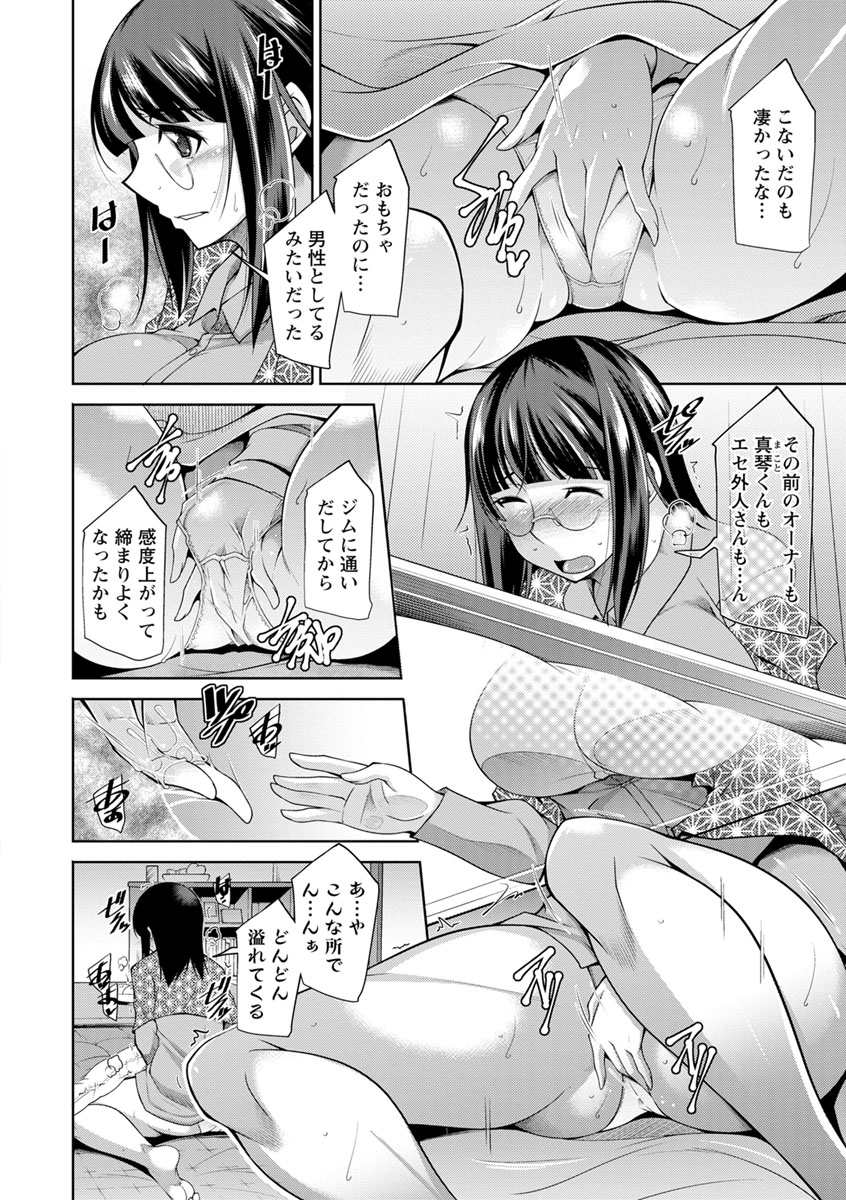 こないだのも
凄かったな…
おもちゃ
だったのに…
男性としてる
みたいだった
はー
はー
その前のオーナーも
真琴くんも
まこと
エセ外人さんも…ん
ジムに通い
だしてから
感度上がって
締まりよく
なったかも
あ…や
こんな所で
ん…んぁ
どんどん
溢れてくる